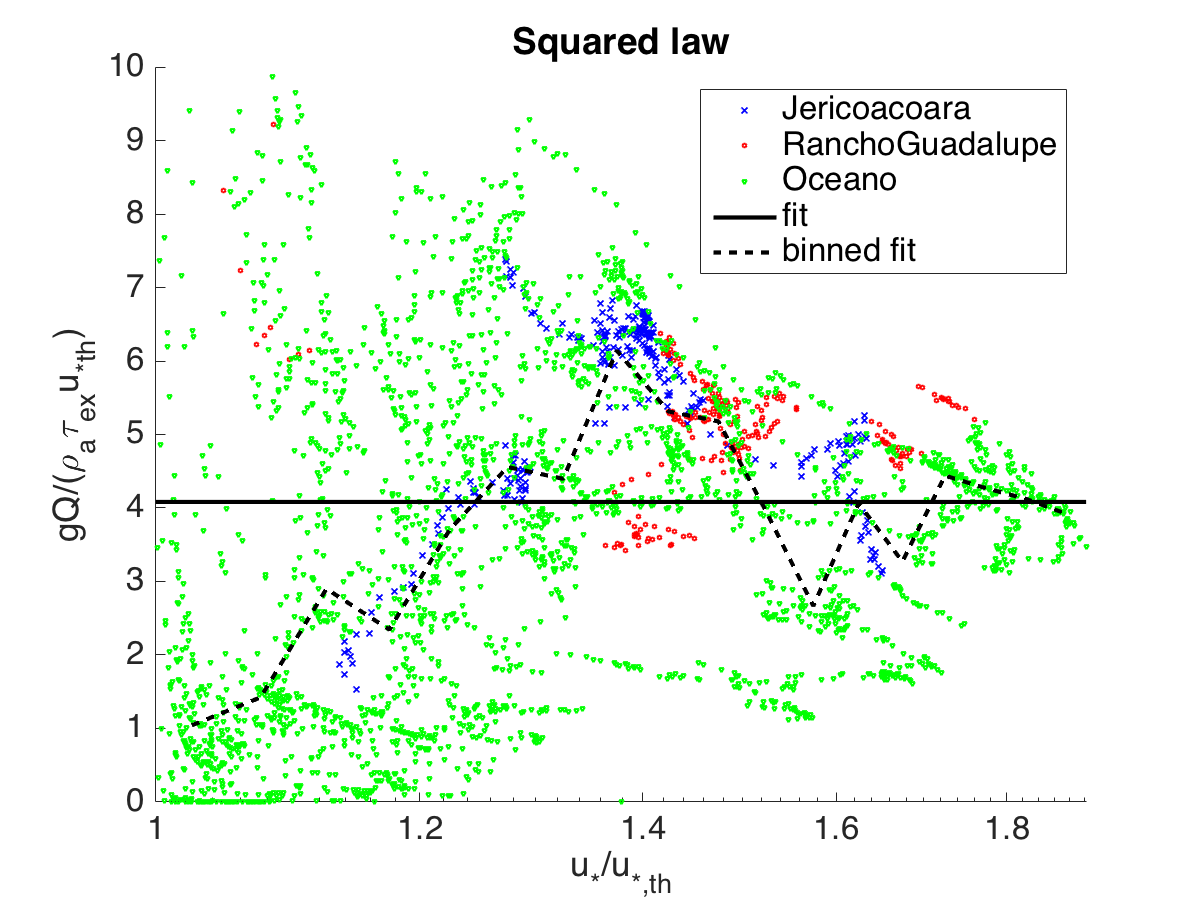 Squared law
10
9
8
7
6
5
4
3
2
1
0
gQ/(ρ_a τ_ex u_*th)
Jericoacoara
RanchoGuadalupe
Oceano
fit
binned fit
1 1.2 1.4 1.6 1.8
u_*/u_*,th